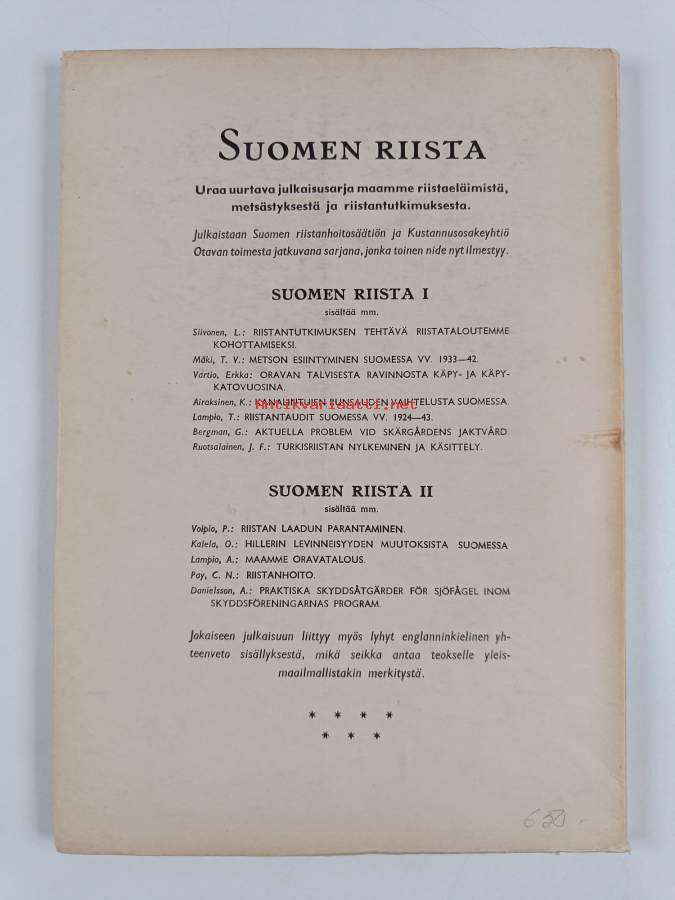 SUOMEN RIISTA
Uraa uurtava julkaisusarja maamme riistaeläimistä,
metsästyksestä ja riistantutkimuksesta.
Julkaistaan Suomen riistanhoitosäätiön ja Kustannusosakeyhtiö
Otavan toimesta jatkuvana sarjana, jonka toinen nide nyt ilmestyy.
SUOMEN RIISTA I
sisältää mm.
Siivonen, L.: RIISTANTUTKIMUKSEN TEHTÄVÄ RIISTATALOUTEMME
KOHOTTAMISEKSI.
Mäki, T. V.: METSON ESIINTYMINEN SUOMESSA VV. 1933—42.
Vartio, Erkka: ORAVAN TALVISESTA RAVINNOSTA KÄPY- JA KÄPY-
KATOVUOSINA.
Airaksinen, K.: KANALINTUJEN RUNSAUDEN VAIHTELUSTA SUOMESSA.
Antikvariaatti.net
Lampio, T.: RIISTANTAUDIT SUOMESSA VV. 1924—43.
Bergman, G.: AKTUELLA PROBLEM VID SKÄRGÅRDENS JAKTVÅRD.
Ruotsalainen, J. F.: TURKISRIISTAN NYLKEMINEN JA KÄSITTELY.
SUOMEN RIISTA II
sisältää mm.
Voipio, P.: RIISTAN LAADUN PARANTAMINEN.
Kalela, O.: HILLERIN LEVINNEISYYDEN MUUTOKSISTA SUOMESSA
Lampio, A.: MAAMME ORAVATALOUS.
Pay, C. N.: RIISTANHOITO.
Danielsson, A.: PRAKTISKA SKYDDSÅTGÄRDER FÖR SJÖFÅGEL INOM
SKYDDSFÖRENINGARNAS PROGRAM.
Jokaiseen julkaisuun liittyy myös lyhyt englanninkielinen yh-
teenveto sisällyksestä, mikä seikka antaa teokselle yleis-
maailmallistakin merkitystä.
* * * *
* * *
650.-